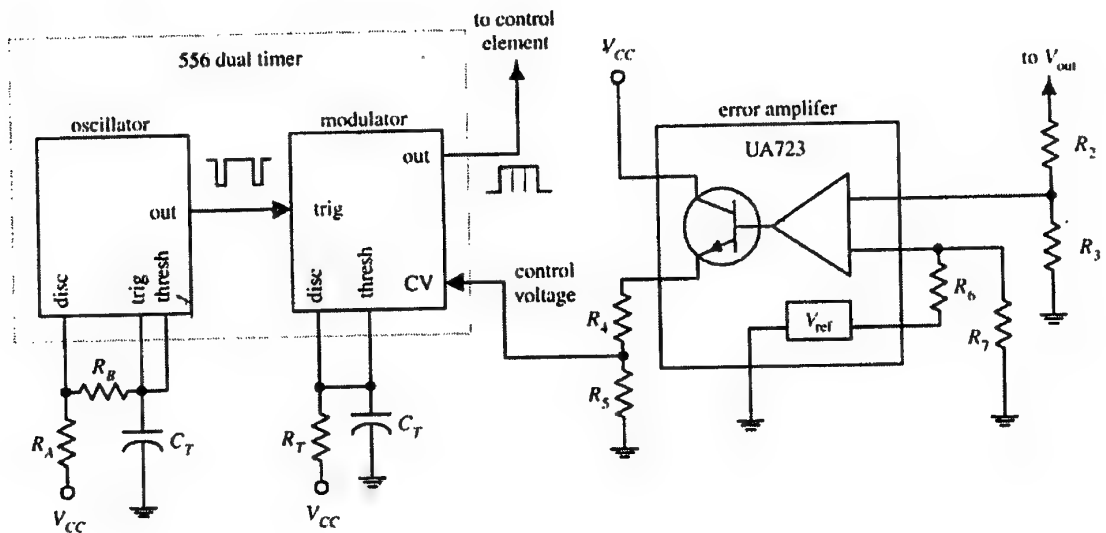 to control
element
556 dual timer
V_CC
to V_out
oscillator
modulator
error amplifer
UA723
out
R_2
out
trig
R_3
disc
trig
thresh
disc
thresh
CV
control
voltage
R_4
V_ref
R_6
R_7
R_B
R_5
R_A
C_T
R_T
C_T
V_CC
V_CC